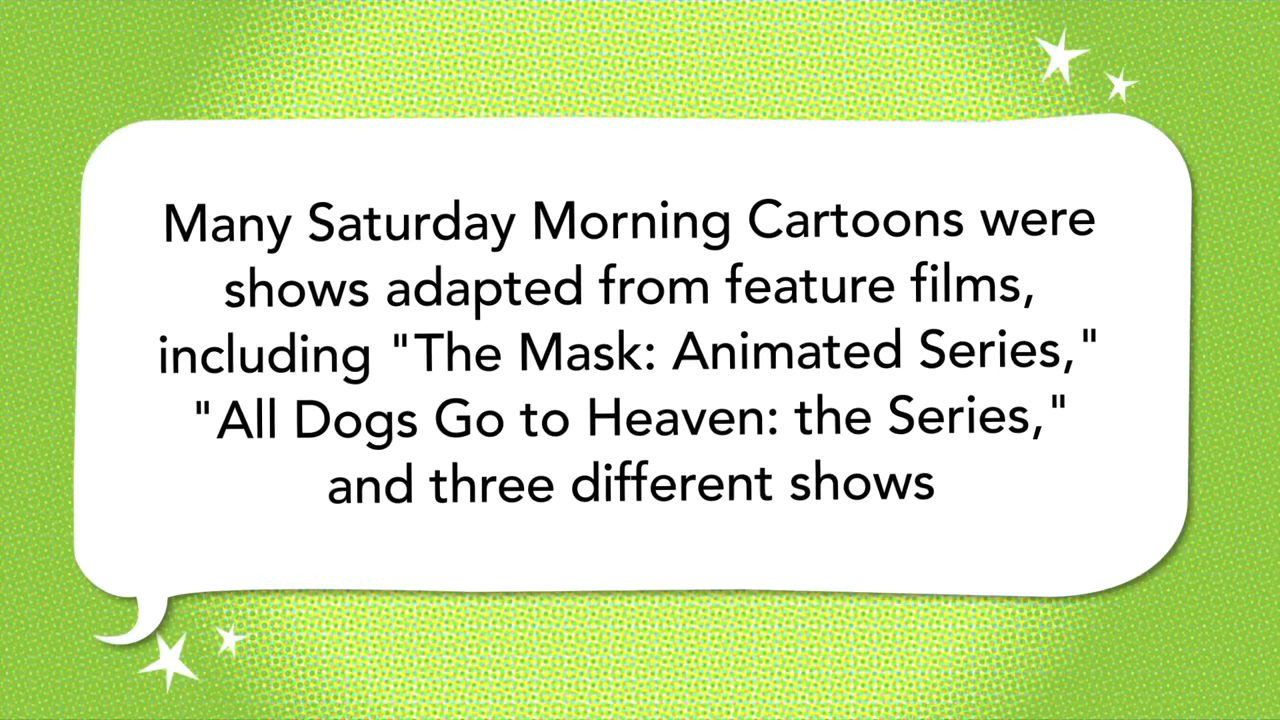 Many Saturday Morning Cartoons were
shows adapted from feature films,
including "The Mask: Animated Series,"
"All Dogs Go to Heaven: the Series,"
and three different shows